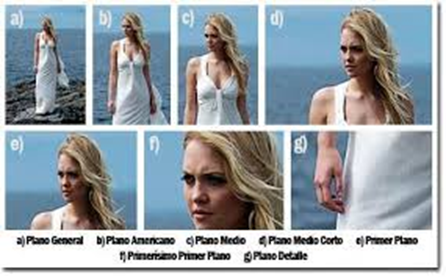 a) b) c) d)
e) f) g)
a) Plano General b) Plano Americano c) Plano Medio d) Plano Medio Corto e) Primer Plano
f) Primerísimo Primer Plano g) Plano Detalle